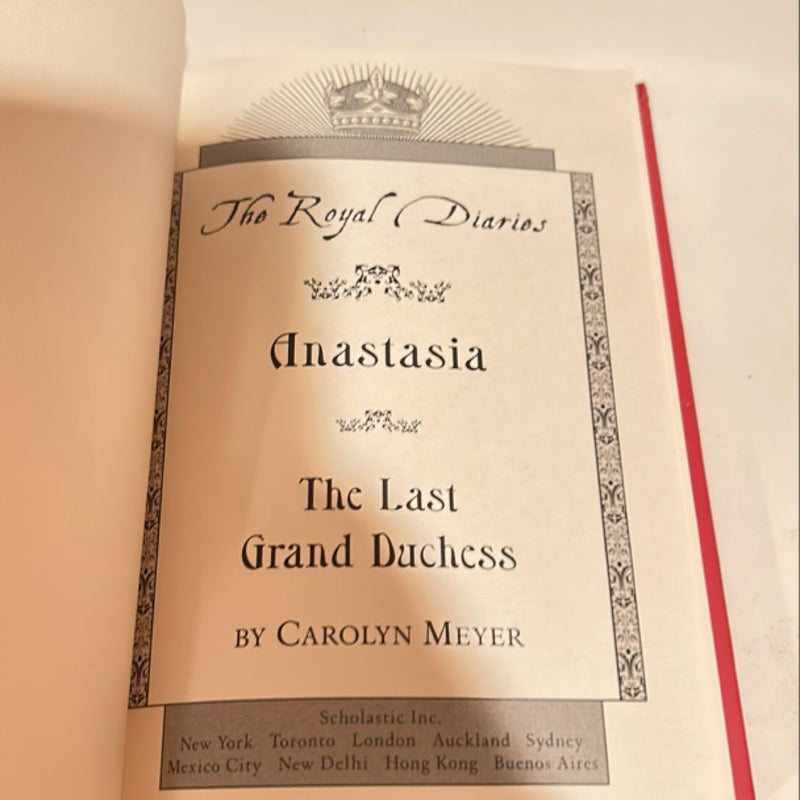 The Royal Diaries
Anastasia
The Last
Grand Duchess
BY CAROLYN MEYER
Scholastic Inc.
New York Toronto London Auckland Sydney
Mexico City New Delhi Hong Kong Buenos Aires